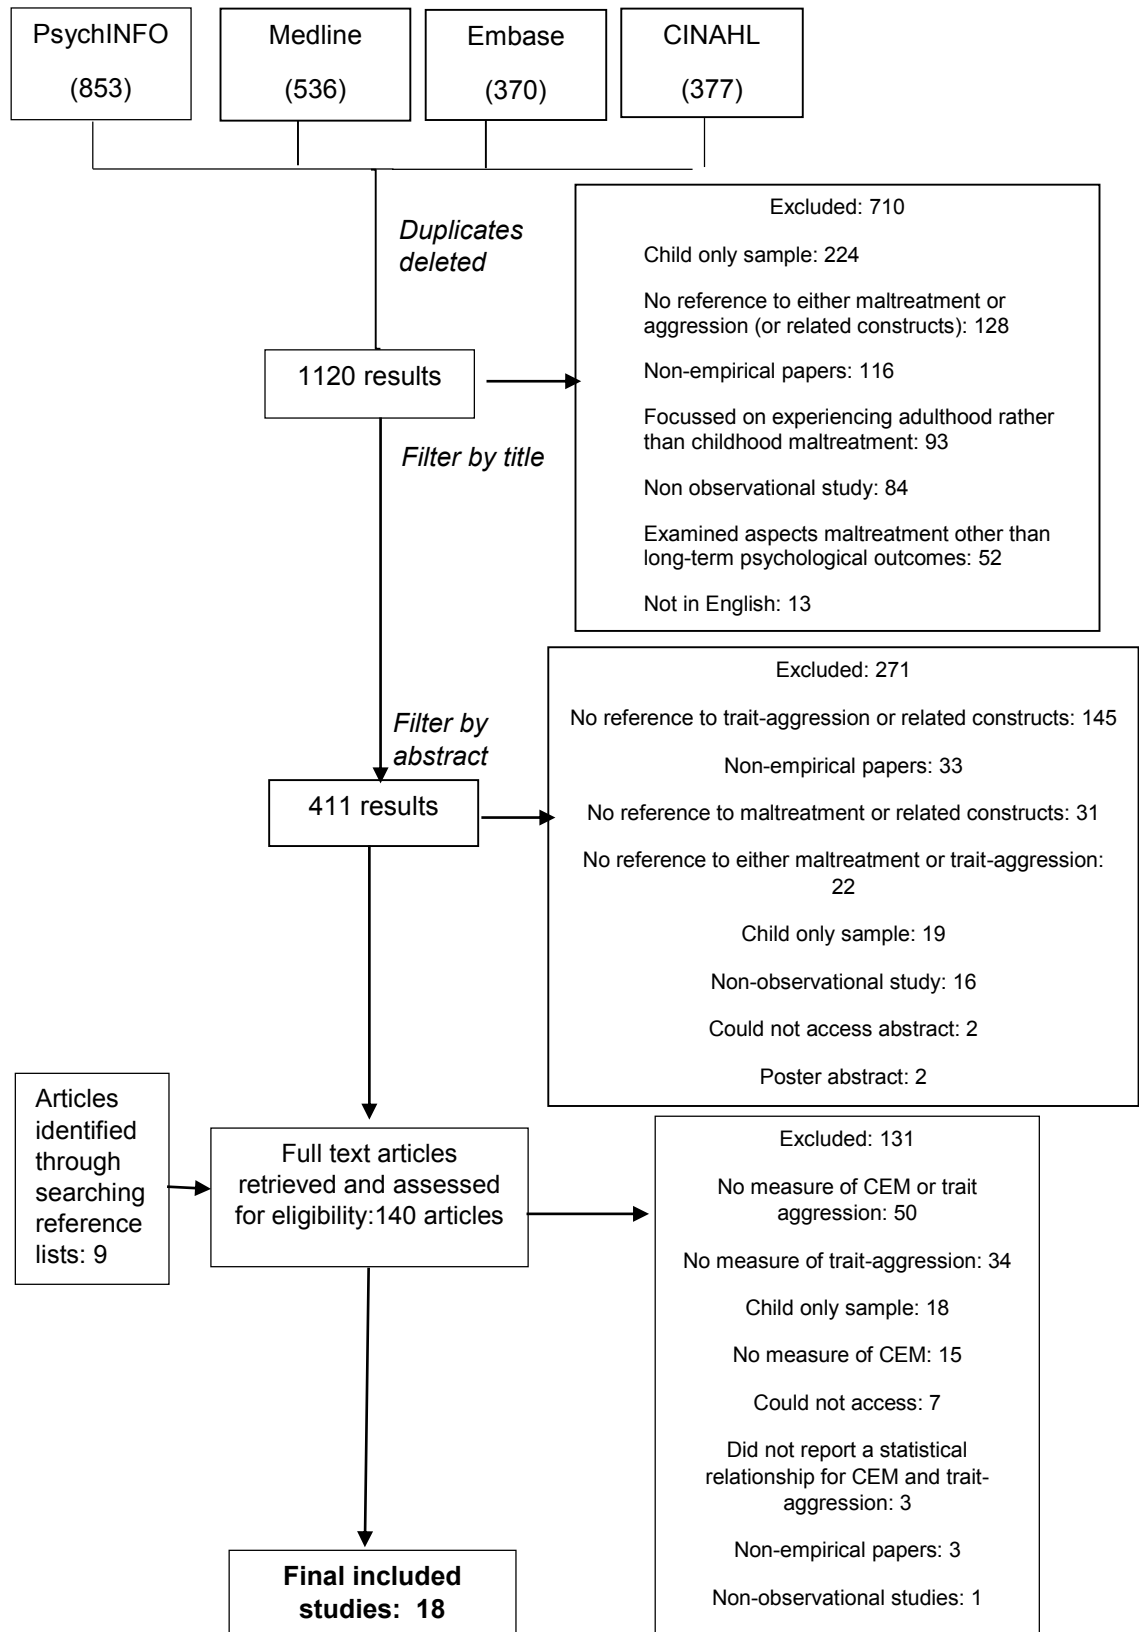 PsychINFO
(853)
Medline
(536)
Embase
(370)
CINAHL
(377)
Duplicates
deleted
Excluded: 710
Child only sample: 224
No reference to either maltreatment or
aggression (or related constructs): 128
Non-empirical papers: 116
Focussed on experiencing adulthood rather
than childhood maltreatment: 93
Non observational study: 84
Examined aspects maltreatment other than
long-term psychological outcomes: 52
Not in English: 13
1120 results
Filter by title
Filter by
abstract
Excluded: 271
No reference to trait-aggression or related constructs: 145
Non-empirical papers: 33
No reference to maltreatment or related constructs: 31
No reference to either maltreatment or trait-aggression:
22
Child only sample: 19
Non-observational study: 16
Could not access abstract: 2
Poster abstract: 2
411 results
Articles
identified
through
searching
reference
lists: 9
Full text articles
retrieved and assessed
for eligibility:140 articles
Excluded: 131
No measure of CEM or trait
aggression: 50
No measure of trait-aggression: 34
Child only sample: 18
No measure of CEM: 15
Could not access: 7
Did not report a statistical
relationship for CEM and trait-
aggression: 3
Non-empirical papers: 3
Non-observational studies: 1
Final included
studies: 18